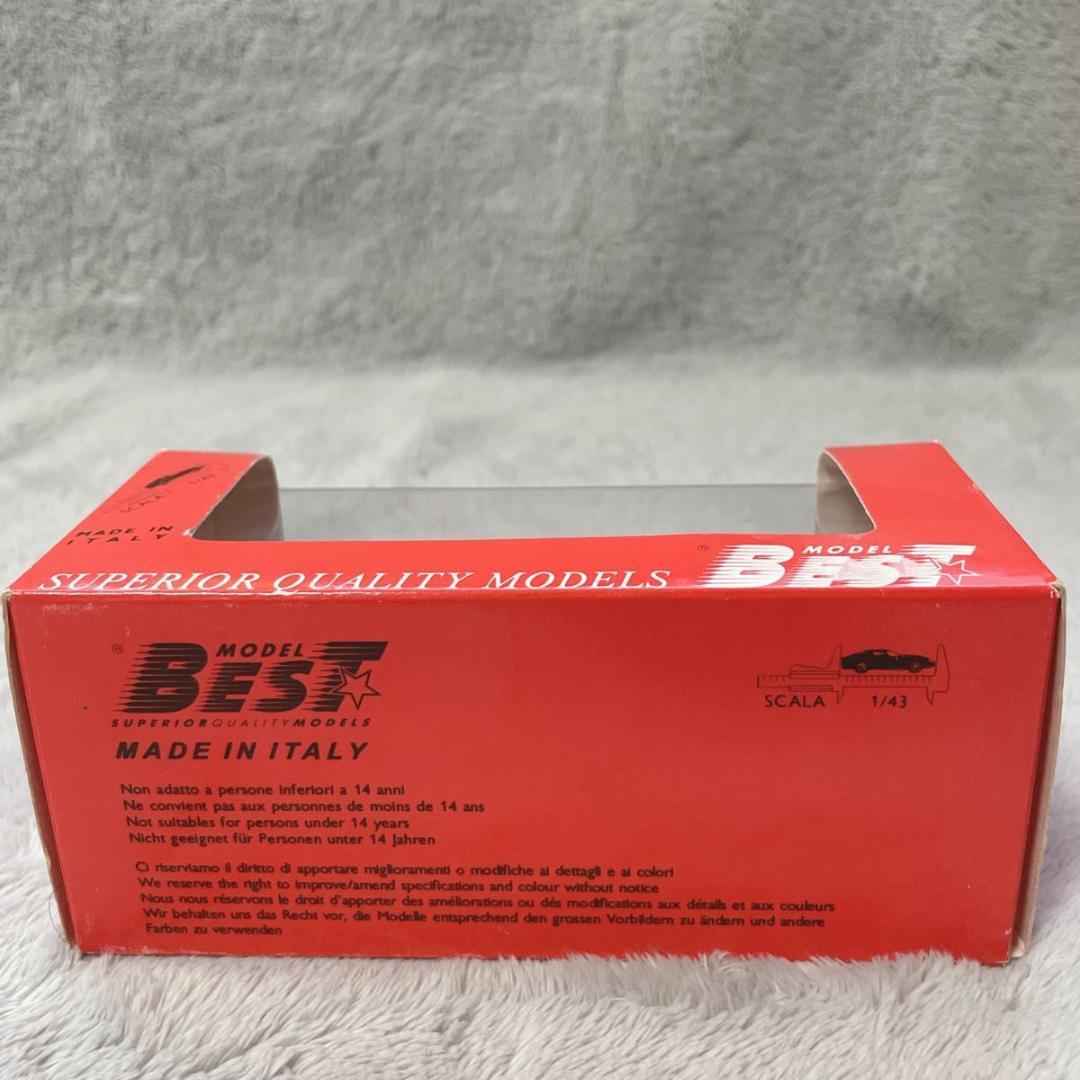 SCALA 1/43
MADE IN
ITALY
SUPERIOR QUALITY MODELS
® MODEL
BEST
® MODEL
BEST
SUPERIORQUALITYMODELS
MADE IN ITALY
SCALA 1/43
Non adatto a persone inferiori a 14 anni
Ne convient pas aux personnes de moins de 14 ans
Not suitables for persons under 14 years
Nicht geeignet für Personen unter 14 Jahren
Ci riserviamo il diritto di apportare miglioramenti o modifiche ai dettagli e ai colori
We reserve the right to improve/amend specifications and colour without notice
Nous nous réservons le droit d'apporter des améliorations ou dés modifications aux détails et aux couleurs
Wir behalten uns das Recht vor, die Modelle entsprechend den grossen Vorbildern zu ändern und andere
Farben zu verwenden